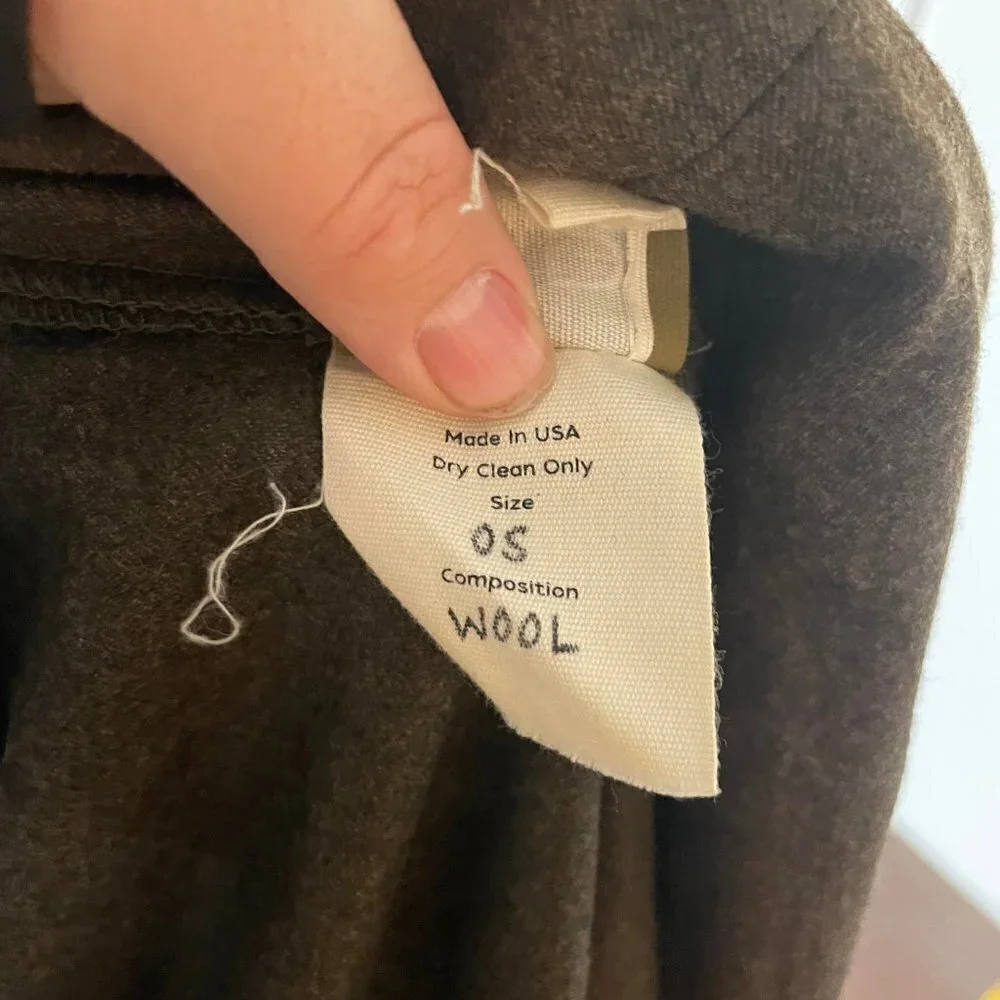 Made In USA
Dry Clean Only
Size
OS
Composition
WOOL